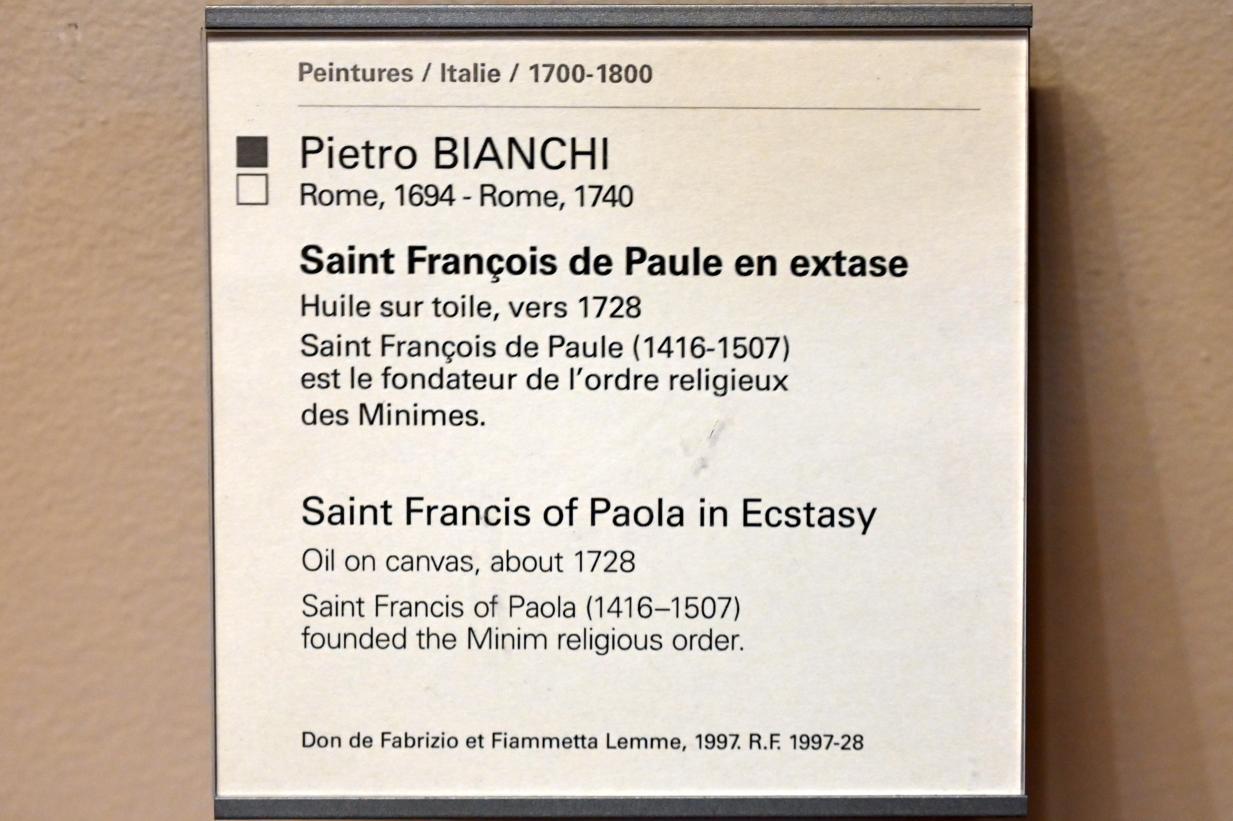 Peintures / Italie / 1700-1800
Pietro BIANCHI
Rome, 1694 - Rome, 1740
Saint François de Paule en extase
Huile sur toile, vers 1728
Saint François de Paule (1416-1507)
est le fondateur de l'ordre religieux
des Minimes.
Saint Francis of Paola in Ecstasy
Oil on canvas, about 1728
Saint Francis of Paola (1416–1507)
founded the Minim religious order.
Don de Fabrizio et Fiammetta Lemme, 1997. R.F. 1997-28